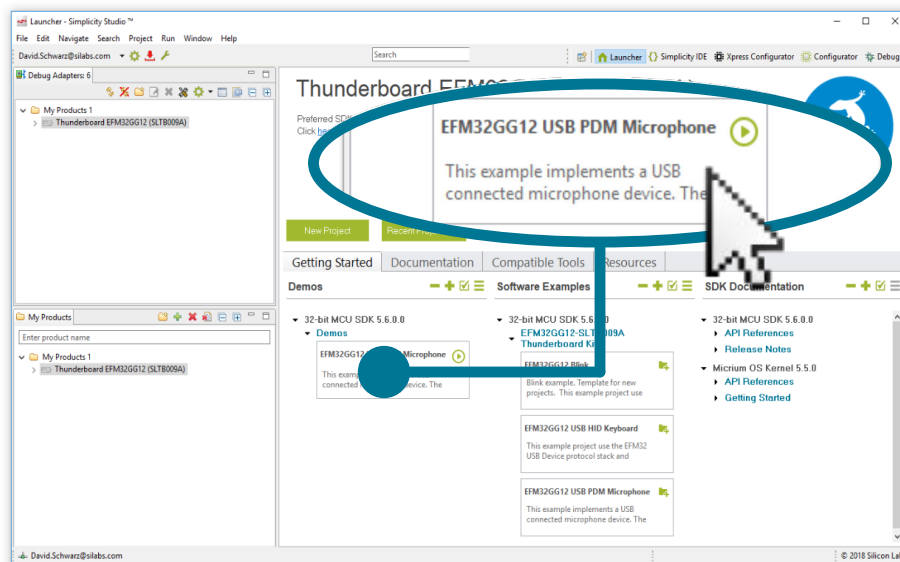 Launcher - Simplicity Studio ™
File Edit Navigate Search Project Run Window Help
David.Schwarz@silabs.com
Search
Launcher
Simplicity IDE
Xpress Configurator
Configurator
Debug
Debug Adapters: 6
My Products 1
Thunderboard EFM32GG12 (SLTB009A)
Thunderboard
Preferred SD
Click
EFM32GG12 USB PDM Microphone
This example implements a USB
connected microphone device. The
New Project
Recent
Getting Started
Documentation
Compatible Tools
Resources
Demos
Software Examples
SDK Documentation
32-bit MCU SDK 5.6.0.0
Demos
EFM32GG12 Microphone
This
connected device. The
32-bit MCU SDK 5.6 .0
EFM32GG12-SLT 009A
Thunderboard Ki
EFM32GG12 Blink
Blink example. Template for new
projects. This example project use
EFM32GG12 USB HID Keyboard
This example project use the EFM32
USB Device protocol stack and
EFM32GG12 USB PDM Microphone
This example implements a USB
connected microphone device. The
32-bit MCU SDK 5.6.0.0
API References
Release Notes
Micrium OS Kernel 5.5.0
API References
Getting Started
My Products
Enter product name
My Products 1
Thunderboard EFM32GG12 (SLTB009A)
David.Schwarz@silabs.com
© 2018 Silicon Lab